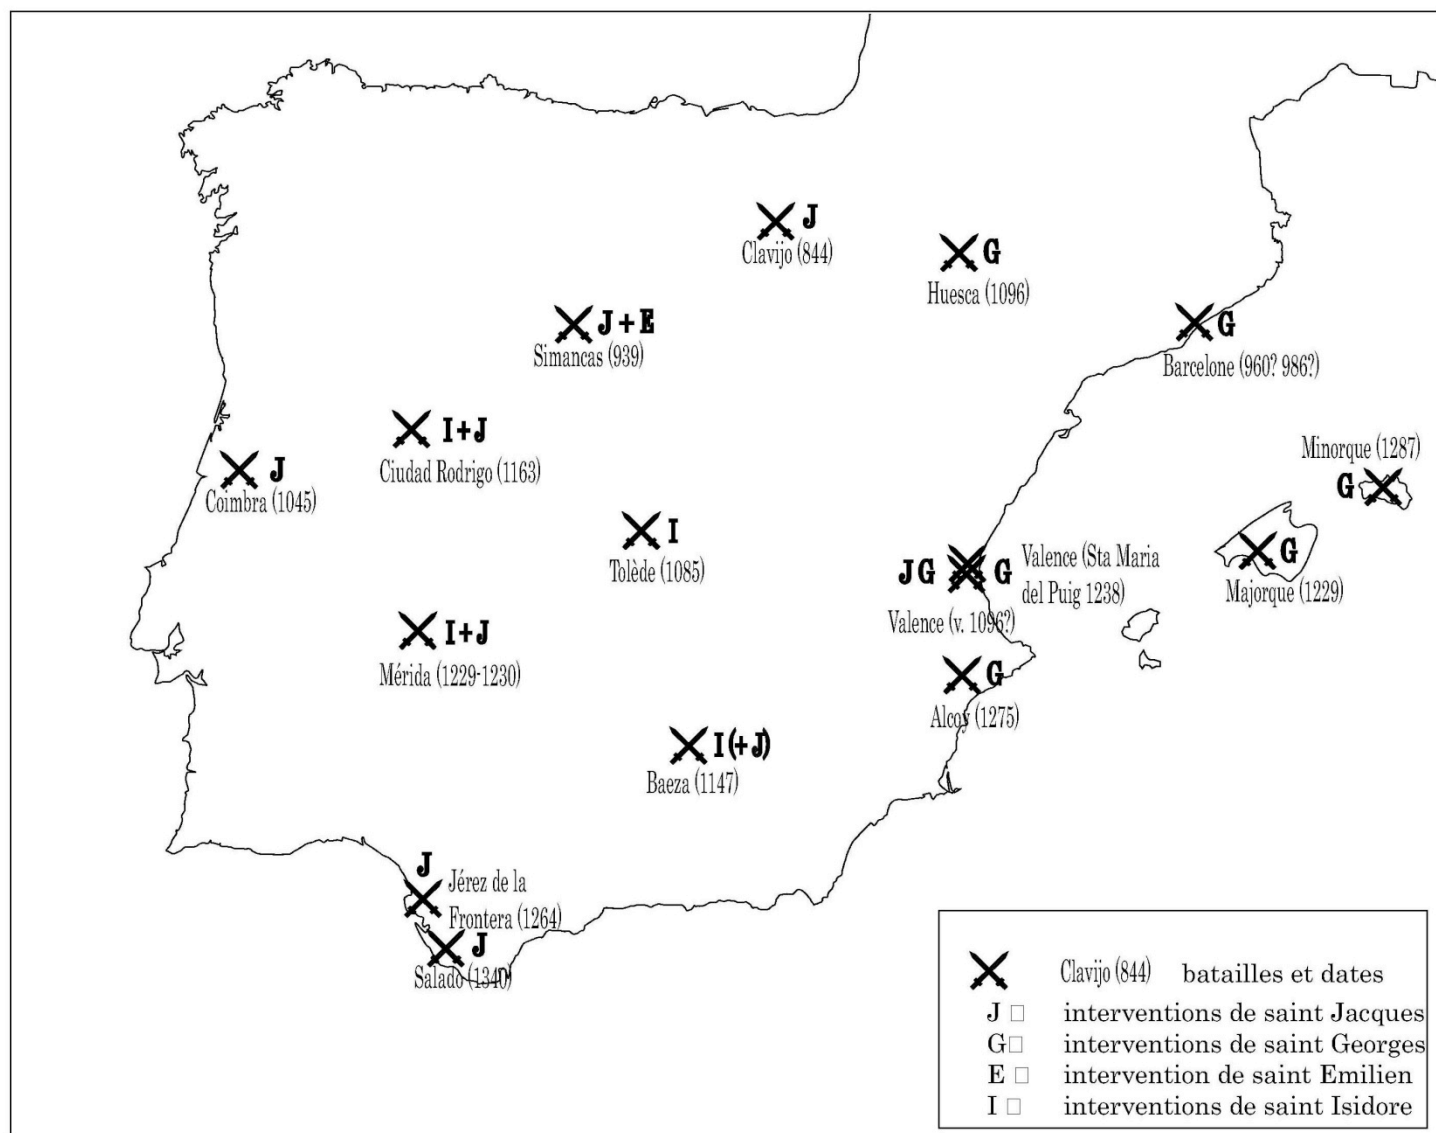 J
Clavijo (844)
G
Huesca (1096)
J + E
Simancas (939)
G
Barcelone (960? 986?)
I + J
Ciudad Rodrigo (1163)
J
Coimbra (1045)
Minorque (1287)
G
I
Tolède (1085)
J G
G
Valence (Sta Maria
del Puig 1238)
Valence (v. 1096?)
G
Majorque (1229)
I + J
Mérida (1229-1230)
G
Alcoy (1275)
I (+ J)
Baeza (1147)
J
Jérez de la
Frontera (1264)
J
Salado (1340)
Clavijo (844) batailles et dates
J □ interventions de saint Jacques
G□ interventions de saint Georges
E □ intervention de saint Emilien
I □ interventions de saint Isidore